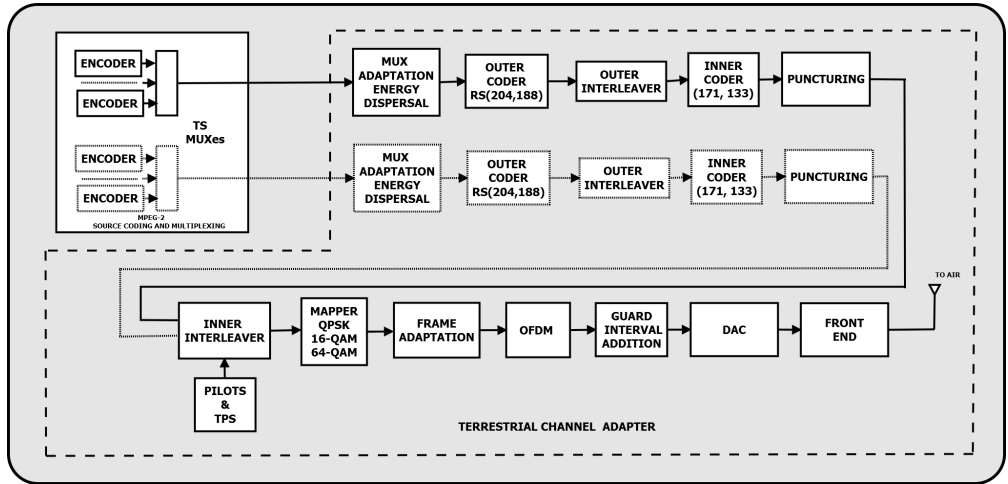 ENCODER
ENCODER
TS
MUXes
ENCODER
ENCODER
MPEG-2
SOURCE CODING AND MULTIPLEXING
MUX
ADAPTATION
ENERGY
DISPERSAL
OUTER
CODER
RS(204,188)
OUTER
INTERLEAVER
INNER
CODER
(171, 133)
PUNCTURING
MUX
ADAPTATION
ENERGY
DISPERSAL
OUTER
CODER
RS(204,188)
OUTER
INTERLEAVER
INNER
CODER
(171, 133)
PUNCTURING
TO AIR
INNER
INTERLEAVER
MAPPER
QPSK
16-QAM
64-QAM
FRAME
ADAPTATION
OFDM
GUARD
INTERVAL
ADDITION
DAC
FRONT
END
PILOTS
&
TPS
TERRESTRIAL CHANNEL ADAPTER